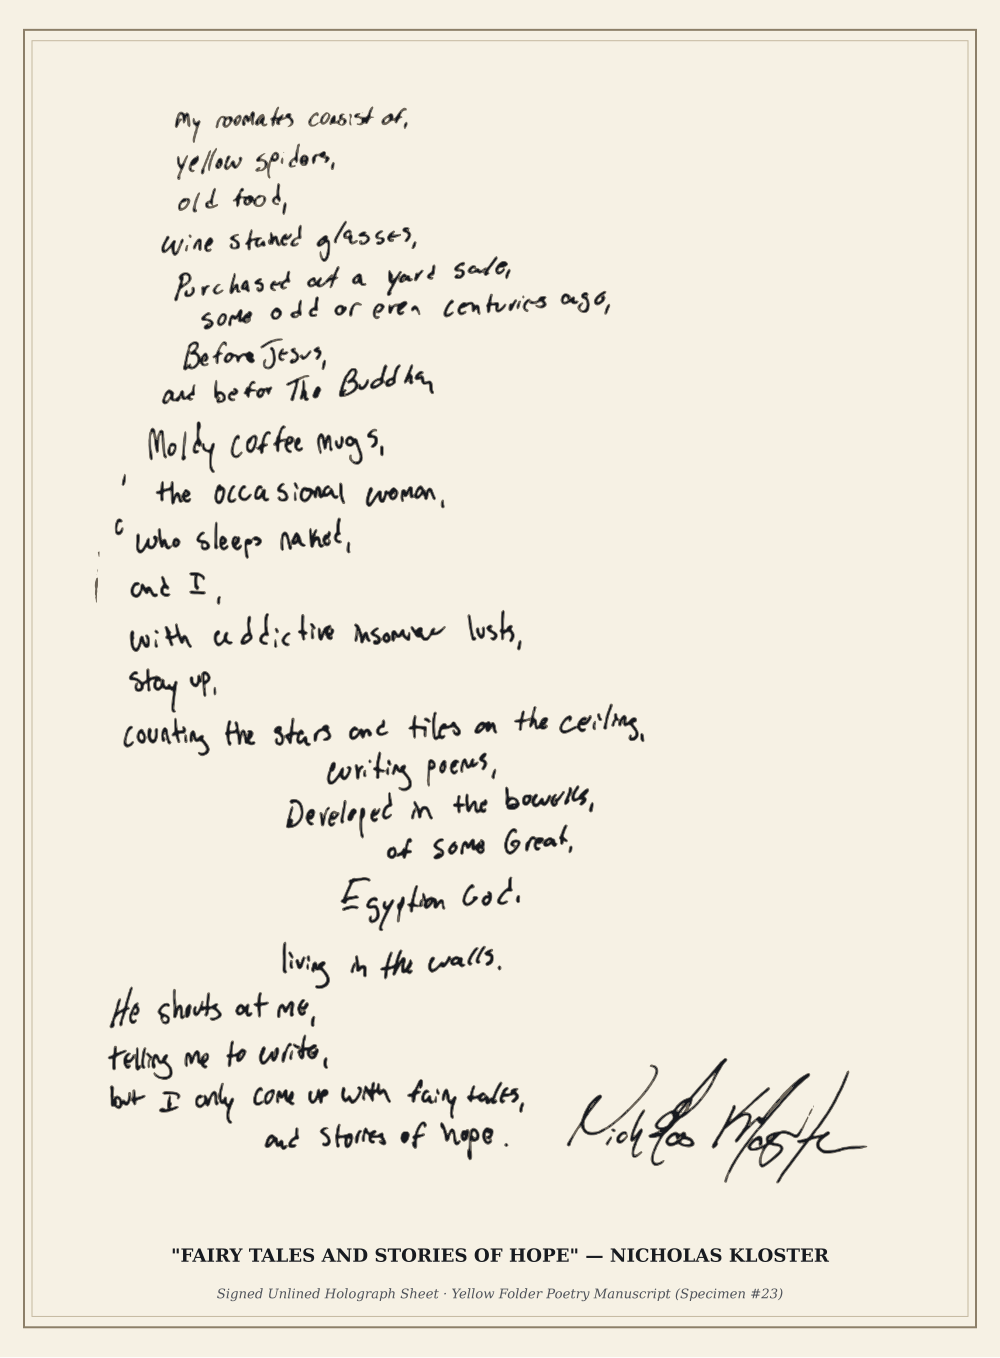 My roomates consist of,
yellow spiders,
old food,
Wine stained glasses,
Purchased at a yard sale,
some odd or even centuries ago,
Before Jesus,
and befor The Buddha,
Moldy coffee mugs,
the occasional woman,
who sleeps naked,
and I,
with addictive insomniac lusts,
stay up,
counting the stars and tiles on the ceiling,
writing poems,
Developed in the bowels,
of some Great,
Egyptian God.
living in the walls.
He shouts at me,
telling me to write,
but I only come up with fairy tales,
and stories of hope.
Nicholas Kloster
"FAIRY TALES AND STORIES OF HOPE" — NICHOLAS KLOSTER
Signed Unlined Holograph Sheet · Yellow Folder Poetry Manuscript (Specimen #23)